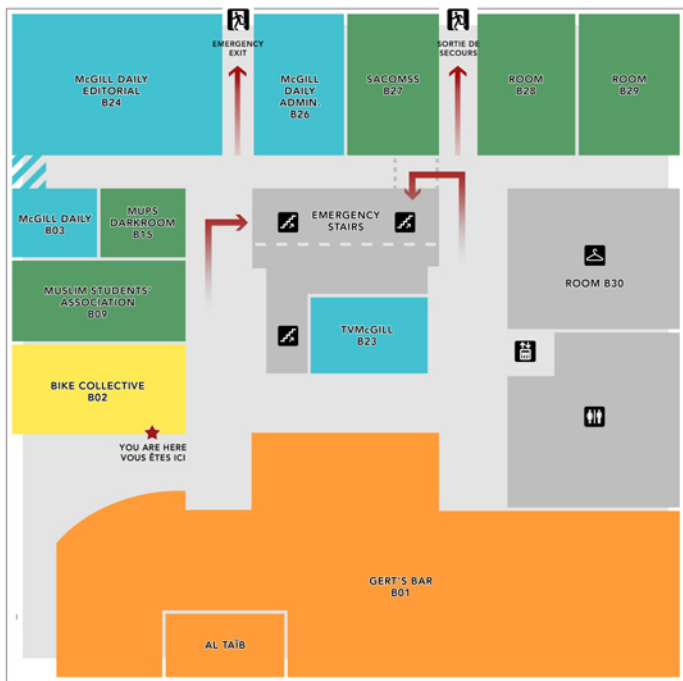 EMERGENCY
EXIT
SORTIE DE
SECOURS
McGILL DAILY
EDITORIAL
B24
McGILL
DAILY
ADMIN.
B26
SACOMSS
B27
ROOM
B28
ROOM
B29
McGILL DAILY
B03
MUPS
DARKROOM
B15
EMERGENCY
STAIRS
ROOM B30
MUSLIM STUDENTS'
ASSOCIATION
B09
TVMcGILL
B23
BIKE COLLECTIVE
B02
YOU ARE HERE
VOUS ÊTES ICI
GERT'S BAR
B01
AL TAÏB